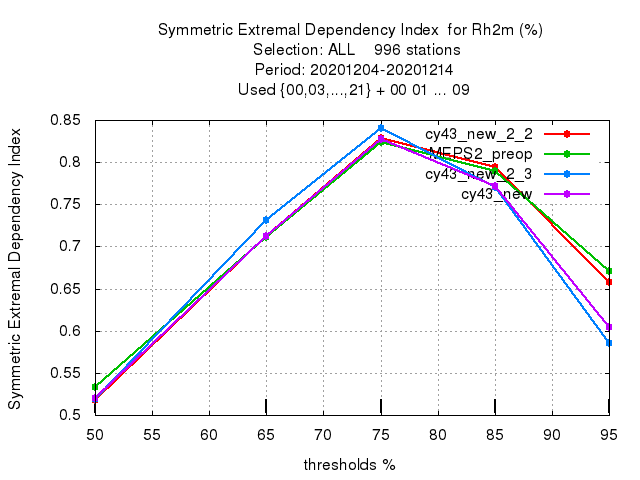 Symmetric Extremal Dependency Index  for Rh2m (%)
Selection: ALL    996 stations
Period: 20201204-20201214
Used {00,03,...,21} + 00 01 ... 09
Symmetric Extremal Dependency Index
0.85
0.8
0.75
0.7
0.65
0.6
0.55
0.5
cy43_new_2_2
MEPS2_preop
cy43_new_2_3
cy43_new
50 55 60 65 70 75 80 85 90 95
thresholds %